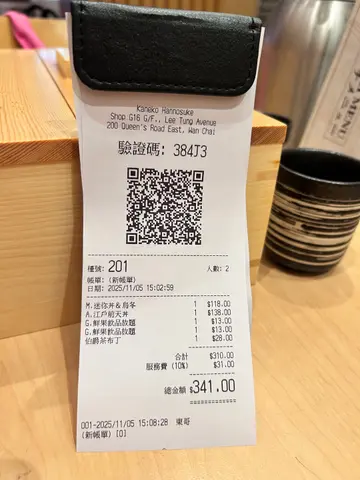 Kaneko Hannosuke
Shop G16 G/F., Lee Tung Avenue
200 Queen's Road East, Wan Chai
驗證碼: 384J3
檯號: 201 人數: 2
帳單: (新帳單)
日期: 2025/11/05 15:02:59
M.迷你丼&烏冬 1 $118.00
A.江戶前天丼 1 $138.00
G.鮮果飲品放題 1 $13.00
G.鮮果飲品放題 1 $13.00
伯爵茶布丁 1 $28.00
合計 $310.00
服務費 (10%) $31.00
總金額 $341.00
001-2025/11/05 15:08:28 東哥
(新帳單) [0]